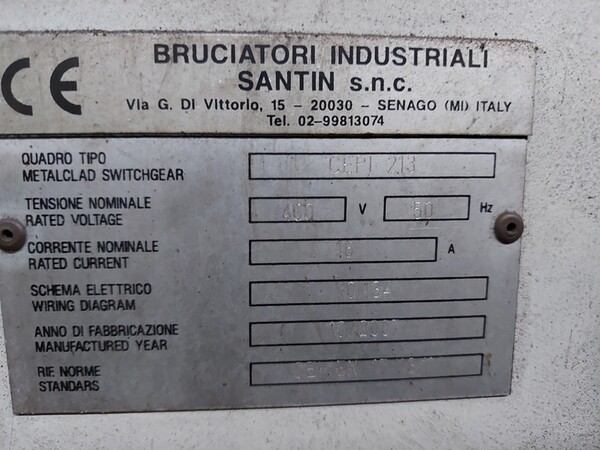 CE
BRUCIATORI INDUSTRIALI
SANTIN s.n.c.
Via G. DI Vittorio, 15 - 20030 - SENAGO (MI) ITALY
Tel. 02-99813074
QUADRO TIPO
METALCLAD SWITCHGEAR
TENSIONE NOMINALE
RATED VOLTAGE
400 V 50 Hz
CORRENTE NOMINALE
RATED CURRENT
16 A
SCHEMA ELETTRICO
WIRING DIAGRAM
ANNO DI FABBRICAZIONE
MANUFACTURED YEAR
RIF. NORME
STANDARS